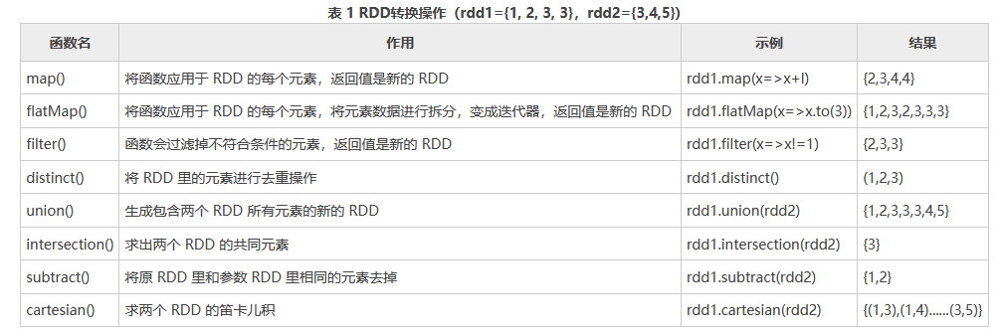 表 1 RDD转换操作（rdd1={1, 2, 3, 3}，rdd2={3,4,5}）
函数名 作用 示例 结果
map() 将函数应用于 RDD 的每个元素，返回值是新的 RDD rdd1.map(x=>x+l) {2,3,4,4}
flatMap() 将函数应用于 RDD 的每个元素，将元素数据进行拆分，变成迭代器，返回值是新的 RDD rdd1.flatMap(x=>x.to(3)) {1,2,3,2,3,3,3}
filter() 函数会过滤掉不符合条件的元素，返回值是新的 RDD rdd1.filter(x=>x!=1) {2,3,3}
distinct() 将 RDD 里的元素进行去重操作 rdd1.distinct() (1,2,3)
union() 生成包含两个 RDD 所有元素的新的 RDD rdd1.union(rdd2) {1,2,3,3,3,4,5}
intersection() 求出两个 RDD 的共同元素 rdd1.intersection(rdd2) {3}
subtract() 将原 RDD 里和参数 RDD 里相同的元素去掉 rdd1.subtract(rdd2) {1,2}
cartesian() 求两个 RDD 的笛卡儿积 rdd1.cartesian(rdd2) {(1,3),(1,4)……(3,5)}